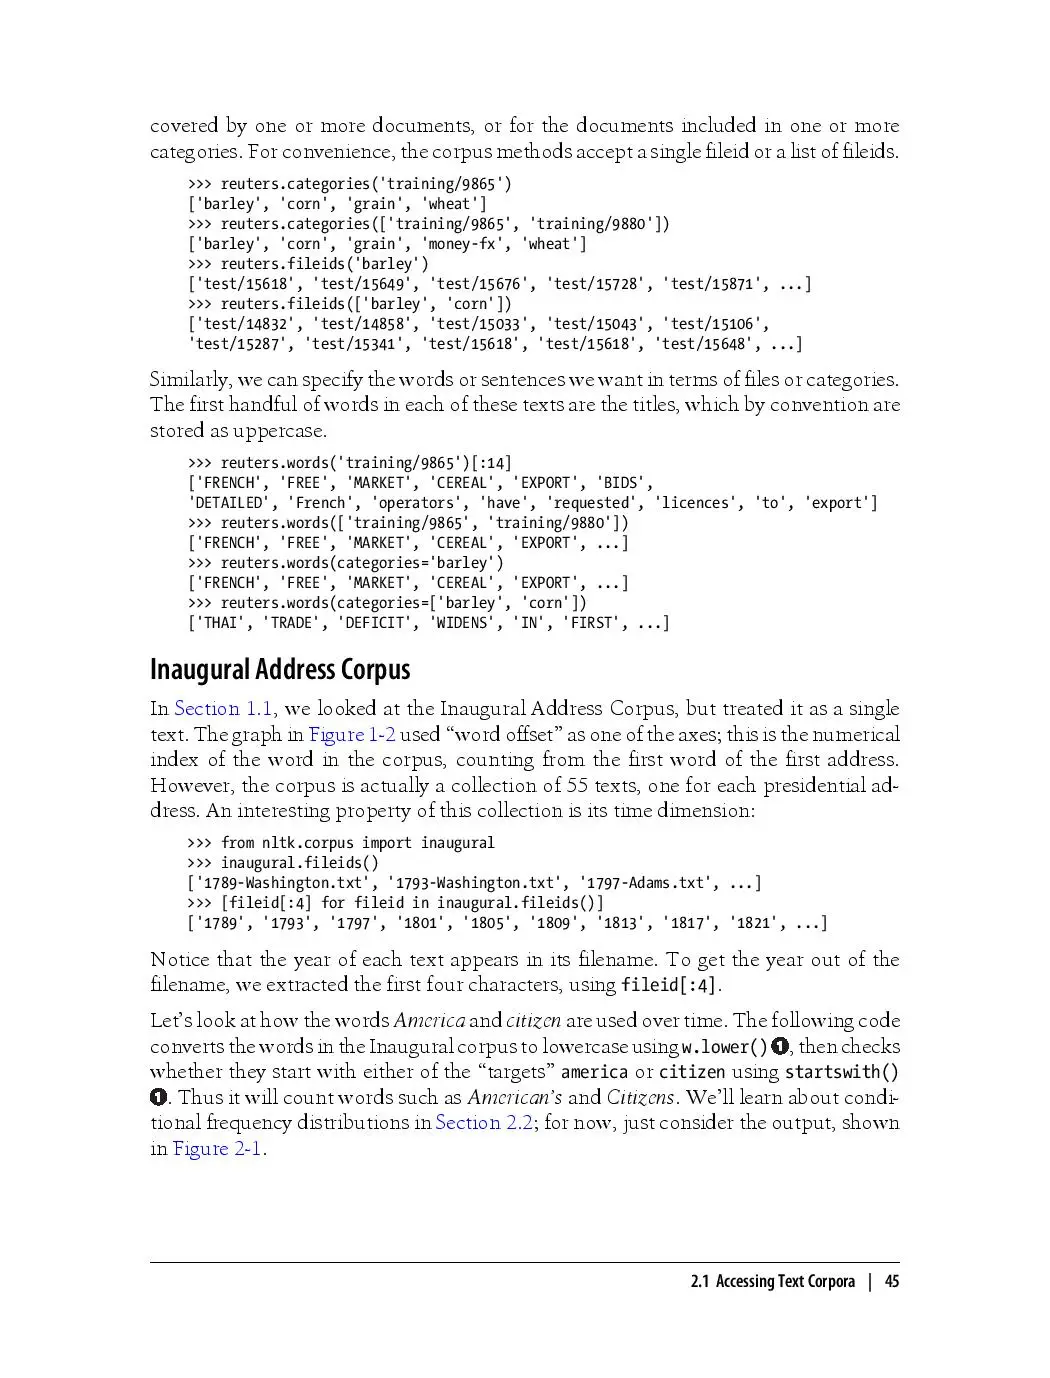 covered by one or more documents, or for the documents included in one or more
categories. For convenience, the corpus methods accept a single fileid or a list of fileids.
>>> reuters.categories('training/9865')
['barley', 'corn', 'grain', 'wheat']
>>> reuters.categories(['training/9865', 'training/9880'])
['barley', 'corn', 'grain', 'money-fx', 'wheat']
>>> reuters.fileids('barley')
['test/15618', 'test/15649', 'test/15676', 'test/15728', 'test/15871', ...]
>>> reuters.fileids(['barley', 'corn'])
['test/14832', 'test/14858', 'test/15033', 'test/15043', 'test/15106',
'test/15287', 'test/15341', 'test/15618', 'test/15618', 'test/15648', ...]
Similarly, we can specify the words or sentences we want in terms of files or categories.
The first handful of words in each of these texts are the titles, which by convention are
stored as uppercase.
>>> reuters.words('training/9865')[:14]
['FRENCH', 'FREE', 'MARKET', 'CEREAL', 'EXPORT', 'BIDS',
'DETAILED', 'French', 'operators', 'have', 'requested', 'licences', 'to', 'export']
>>> reuters.words(['training/9865', 'training/9880'])
['FRENCH', 'FREE', 'MARKET', 'CEREAL', 'EXPORT', ...]
>>> reuters.words(categories='barley')
['FRENCH', 'FREE', 'MARKET', 'CEREAL', 'EXPORT', ...]
>>> reuters.words(categories=['barley', 'corn'])
['THAI', 'TRADE', 'DEFICIT', 'WIDENS', 'IN', 'FIRST', ...]
Inaugural Address Corpus
In Section 1.1, we looked at the Inaugural Address Corpus, but treated it as a single
text. The graph in Figure 1-2 used “word offset” as one of the axes; this is the numerical
index of the word in the corpus, counting from the first word of the first address.
However, the corpus is actually a collection of 55 texts, one for each presidential ad-
dress. An interesting property of this collection is its time dimension:
>>> from nltk.corpus import inaugural
>>> inaugural.fileids()
['1789-Washington.txt', '1793-Washington.txt', '1797-Adams.txt', ...]
>>> [fileid[:4] for fileid in inaugural.fileids()]
['1789', '1793', '1797', '1801', '1805', '1809', '1813', '1817', '1821', ...]
Notice that the year of each text appears in its filename. To get the year out of the
filename, we extracted the first four characters, using fileid[:4].
Let’s look at how the words America and citizen are used over time. The following code
converts the words in the Inaugural corpus to lowercase using w.lower() ❶, then checks
whether they start with either of the “targets” america or citizen using startswith()
❶. Thus it will count words such as American’s and Citizens. We’ll learn about condi-
tional frequency distributions in Section 2.2; for now, just consider the output, shown
in Figure 2-1.
2.1 Accessing Text Corpora | 45